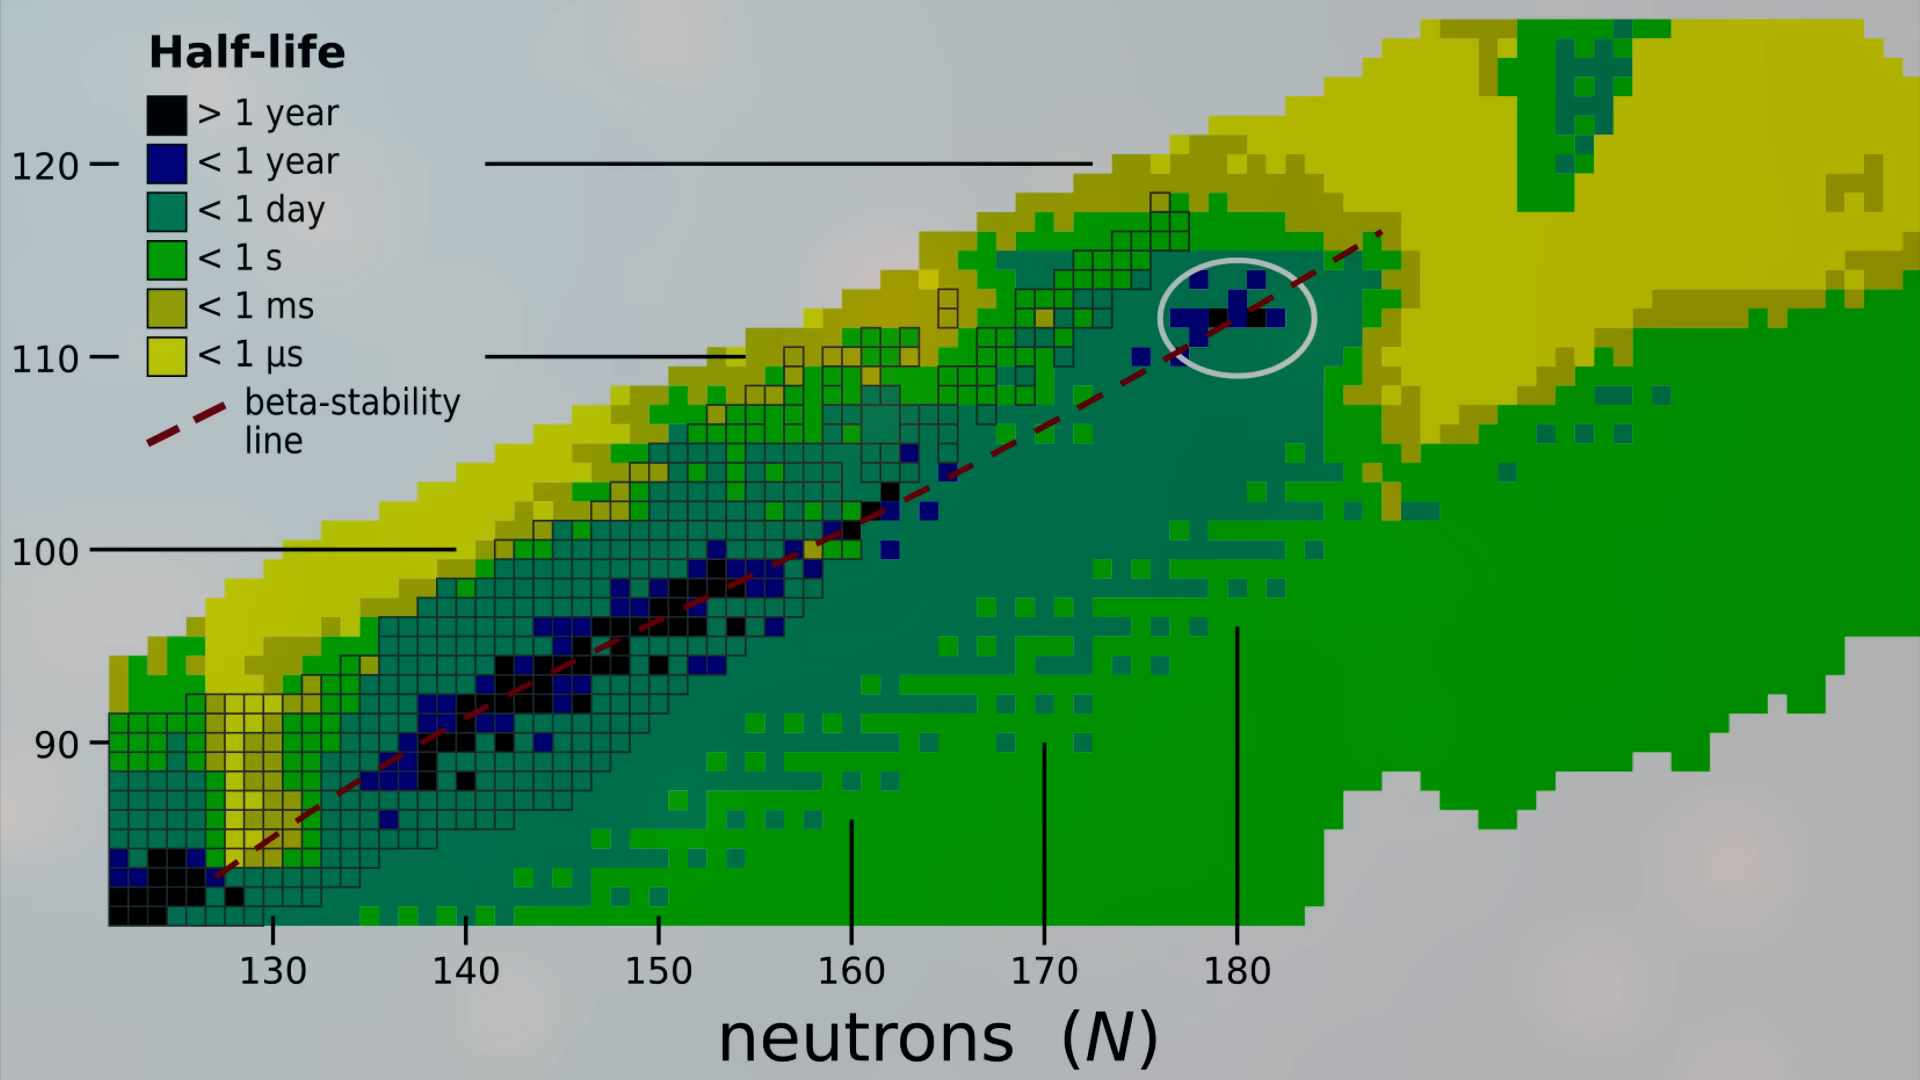 Half-life
> 1 year
< 1 year
< 1 day
< 1 s
< 1 ms
< 1 µs
beta-stability
line
120
110
100
90
130 140 150 160 170 180
neutrons (N)